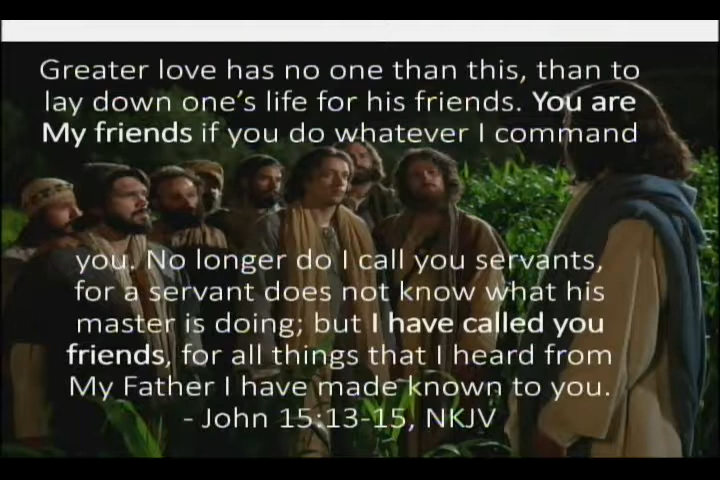 Greater love has no one than this, than to
lay down one's life for his friends. You are
My friends if you do whatever I command
you. No longer do I call you servants,
for a servant does not know what his
master is doing; but I have called you
friends, for all things that I heard from
My Father I have made known to you.
- John 15:13-15, NKJV